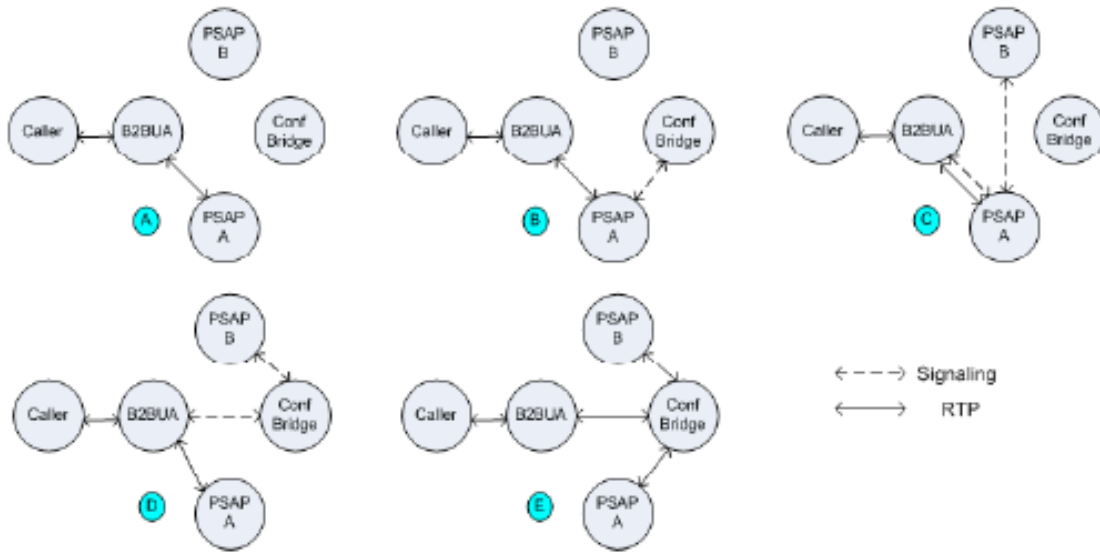 PSAP
B
Caller
B2BUA
Conf
Bridge
PSAP
A
A
PSAP
B
Caller
B2BUA
Conf
Bridge
PSAP
A
B
PSAP
B
Caller
B2BUA
Conf
Bridge
PSAP
A
C
PSAP
B
Caller
B2BUA
Conf
Bridge
PSAP
A
D
PSAP
B
Caller
B2BUA
Conf
Bridge
PSAP
A
E
Signaling
RTP